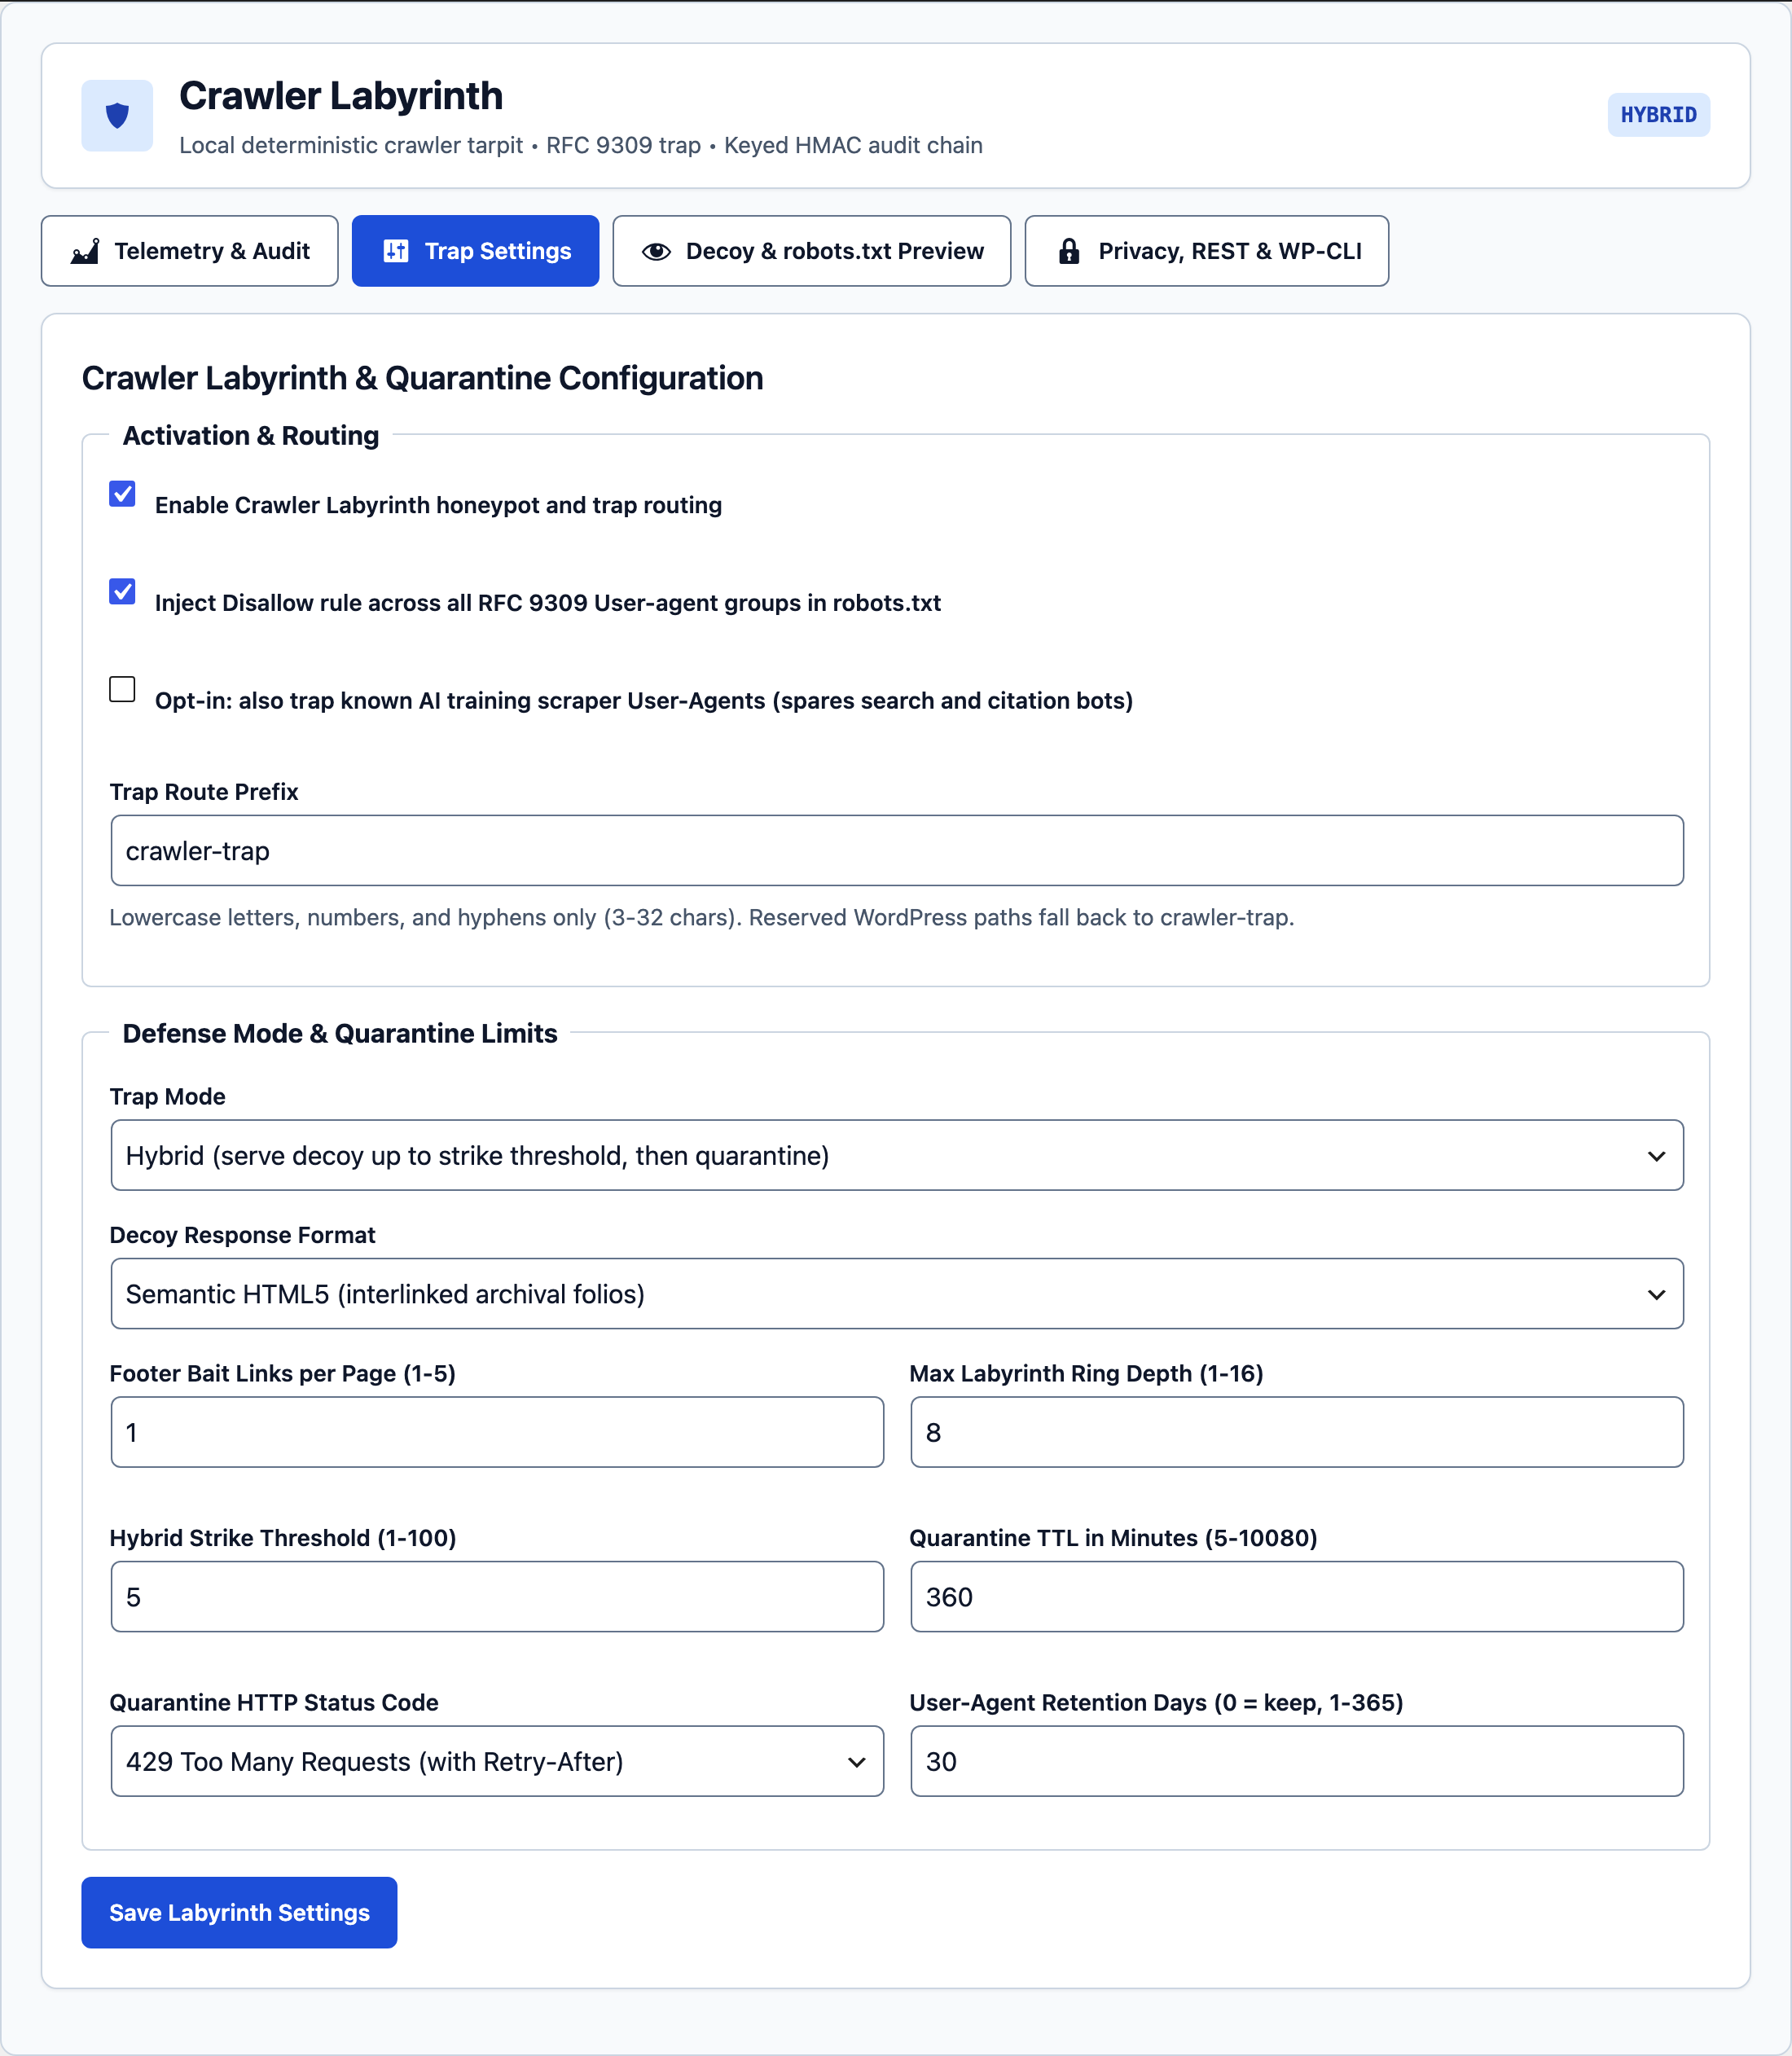 Crawler Labyrinth
Local deterministic crawler tarpit • RFC 9309 trap • Keyed HMAC audit chain
HYBRID
Telemetry & Audit
Trap Settings
Decoy & robots.txt Preview
Privacy, REST & WP-CLI
Crawler Labyrinth & Quarantine Configuration
Activation & Routing
Enable Crawler Labyrinth honeypot and trap routing
Inject Disallow rule across all RFC 9309 User-agent groups in robots.txt
Opt-in: also trap known AI training scraper User-Agents (spares search and citation bots)
Trap Route Prefix
crawler-trap
Lowercase letters, numbers, and hyphens only (3-32 chars). Reserved WordPress paths fall back to crawler-trap.
Defense Mode & Quarantine Limits
Trap Mode
Hybrid (serve decoy up to strike threshold, then quarantine)
Decoy Response Format
Semantic HTML5 (interlinked archival folios)
Footer Bait Links per Page (1-5)
1
Max Labyrinth Ring Depth (1-16)
8
Hybrid Strike Threshold (1-100)
5
Quarantine TTL in Minutes (5-10080)
360
Quarantine HTTP Status Code
429 Too Many Requests (with Retry-After)
User-Agent Retention Days (0 = keep, 1-365)
30
Save Labyrinth Settings